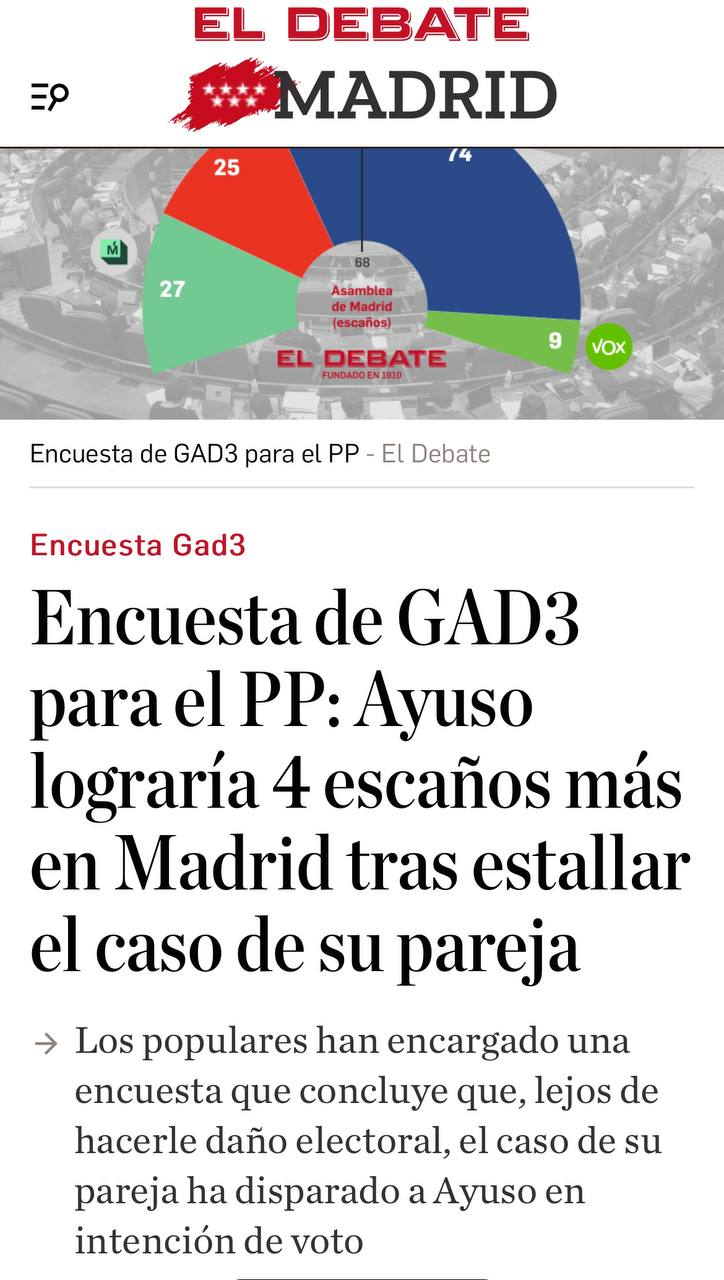 EL DEBATE
MADRID
25
74
M
68
27
Asamblea
de Madrid
(escaños)
9
VOX
EL DEBATE
FUNDADO EN 1910
Encuesta de GAD3 para el PP - El Debate
Encuesta Gad3
Encuesta de GAD3
para el PP: Ayuso
lograría 4 escaños más
en Madrid tras estallar
el caso de su pareja
→ Los populares han encargado una
encuesta que concluye que, lejos de
hacerle daño electoral, el caso de su
pareja ha disparado a Ayuso en
intención de voto